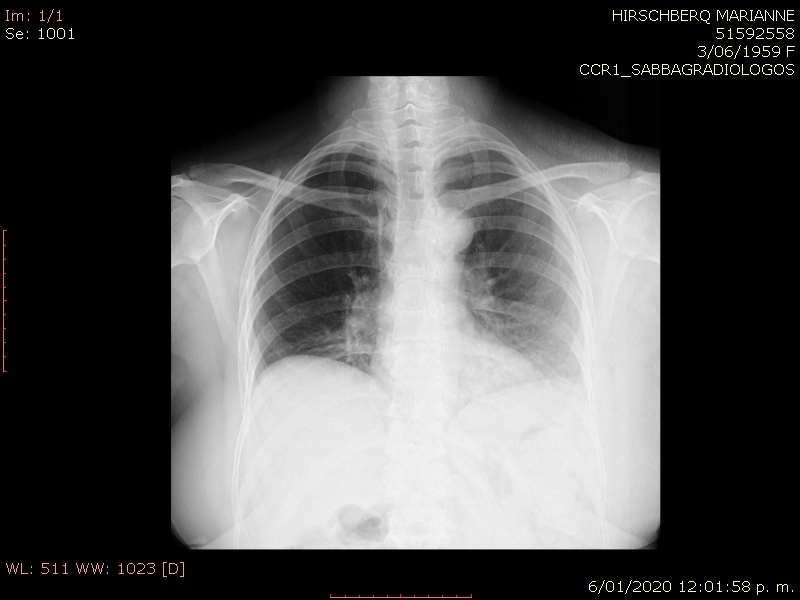 Im: 1/1
Se: 1001
HIRSCHBERQ MARIANNE
51592558
3/06/1959 F
CCR1_SABBAGRADIOLOGOS
WL: 511 WW: 1023 [D]
6/01/2020 12:01:58 p. m.